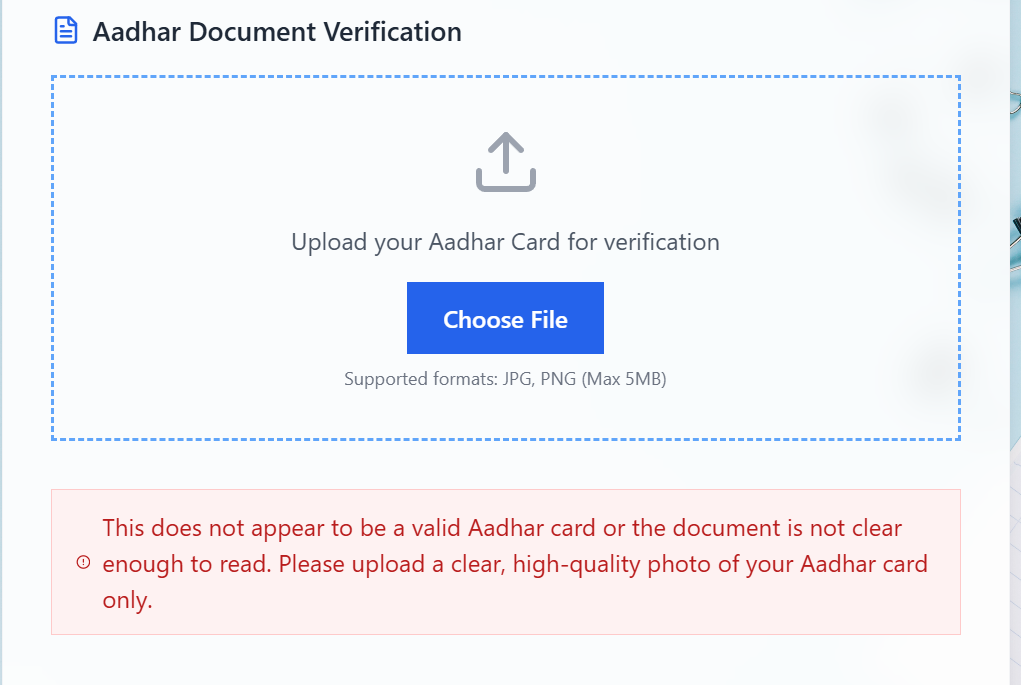 Aadhar Document Verification
Upload your Aadhar Card for verification
Choose File
Supported formats: JPG, PNG (Max 5MB)
This does not appear to be a valid Aadhar card or the document is not clear
enough to read. Please upload a clear, high-quality photo of your Aadhar card
only.